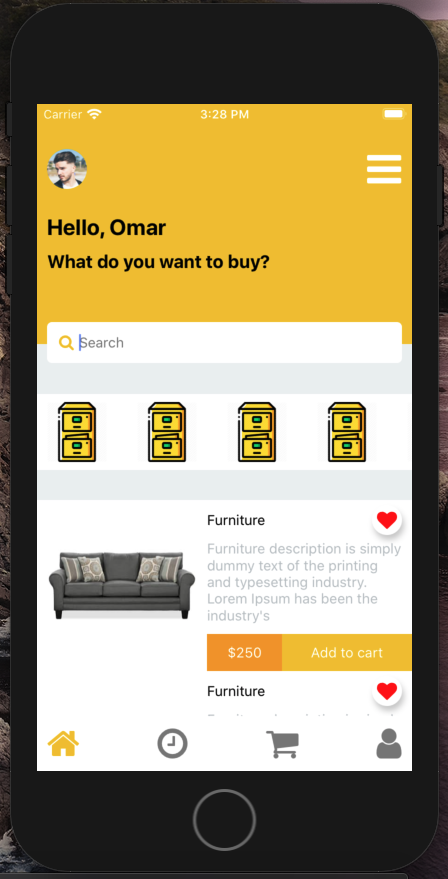 Carrier
3:28 PM
Hello, Omar
What do you want to buy?
Search
Furniture
Furniture description is simply
dummy text of the printing
and typesetting industry.
Lorem Ipsum has been the
industry's
$250
Add to cart
Furniture